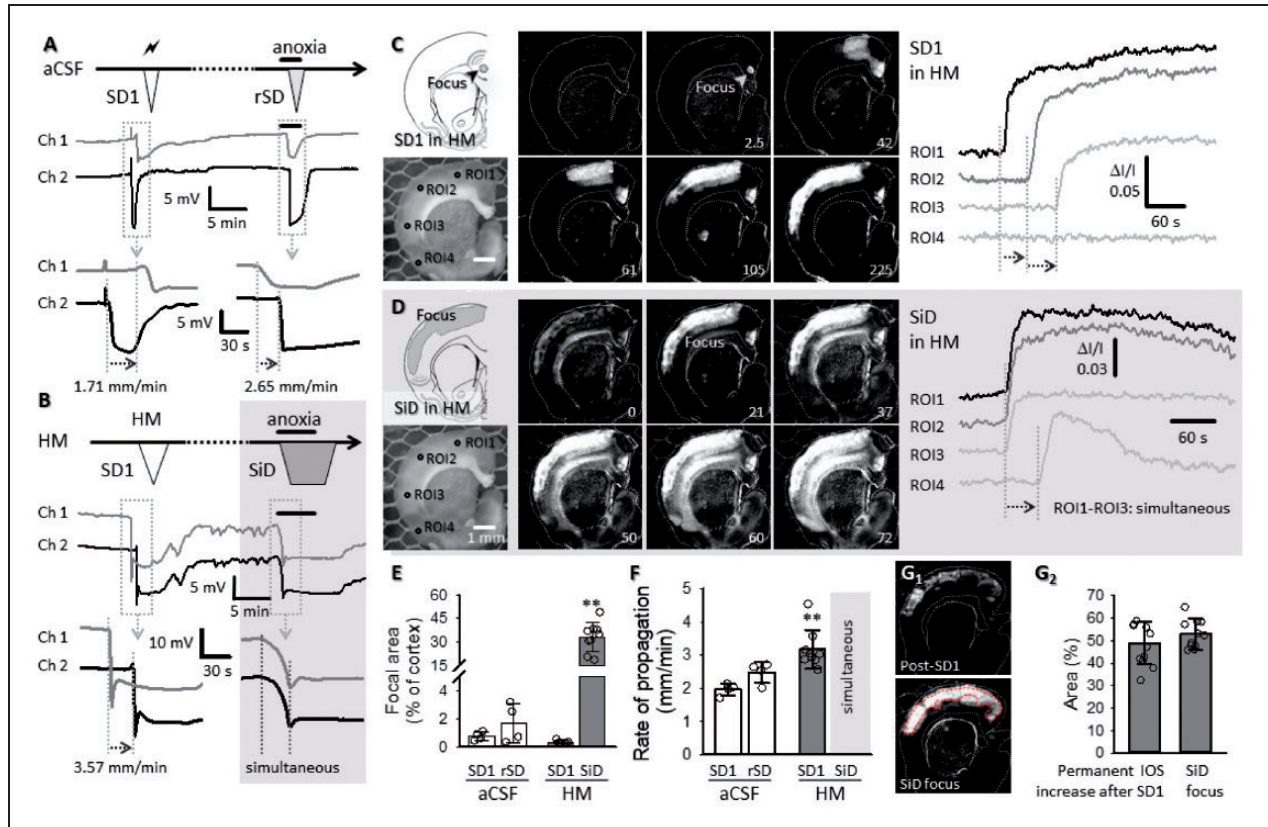 A
anoxia
aCSF
SD1
rSD
Ch 1
Ch 2
5 mV
5 min
Ch 1
Ch 2
5 mV
30 s
1.71 mm/min
2.65 mm/min
B
HM
anoxia
HM
SD1
SiD
Ch 1
Ch 2
5 mV
5 min
Ch 1
Ch 2
10 mV
30 s
3.57 mm/min
simultaneous
C
Focus
SD1 in HM
ROI1
ROI2
ROI3
ROI4
Focus
2.5
42
61
105
225
SD1
in HM
ROI1
ROI2
ROI3
ROI4
ΔI/I
0.05
60 s
D
Focus
SiD in HM
ROI1
ROI2
ROI3
ROI4
1 mm
Focus
0
21
37
50
60
72
SiD
in HM
ΔI/I
0.03
ROI1
ROI2
ROI3
ROI4
60 s
ROI1-ROI3: simultaneous
E
Focal area
(% of cortex)
60
45
30
15
4
2
0
**
SD1 rSD
aCSF
SD1 SiD
HM
F
Rate of propagation
(mm/min)
5
4
3
2
1
0
**
simultaneous
SD1 rSD
aCSF
SD1 SiD
HM
G1
Post-SD1
SiD focus
G2
Area (%)
70
60
50
40
30
20
10
0
Permanent IOS
increase after SD1
SiD
focus